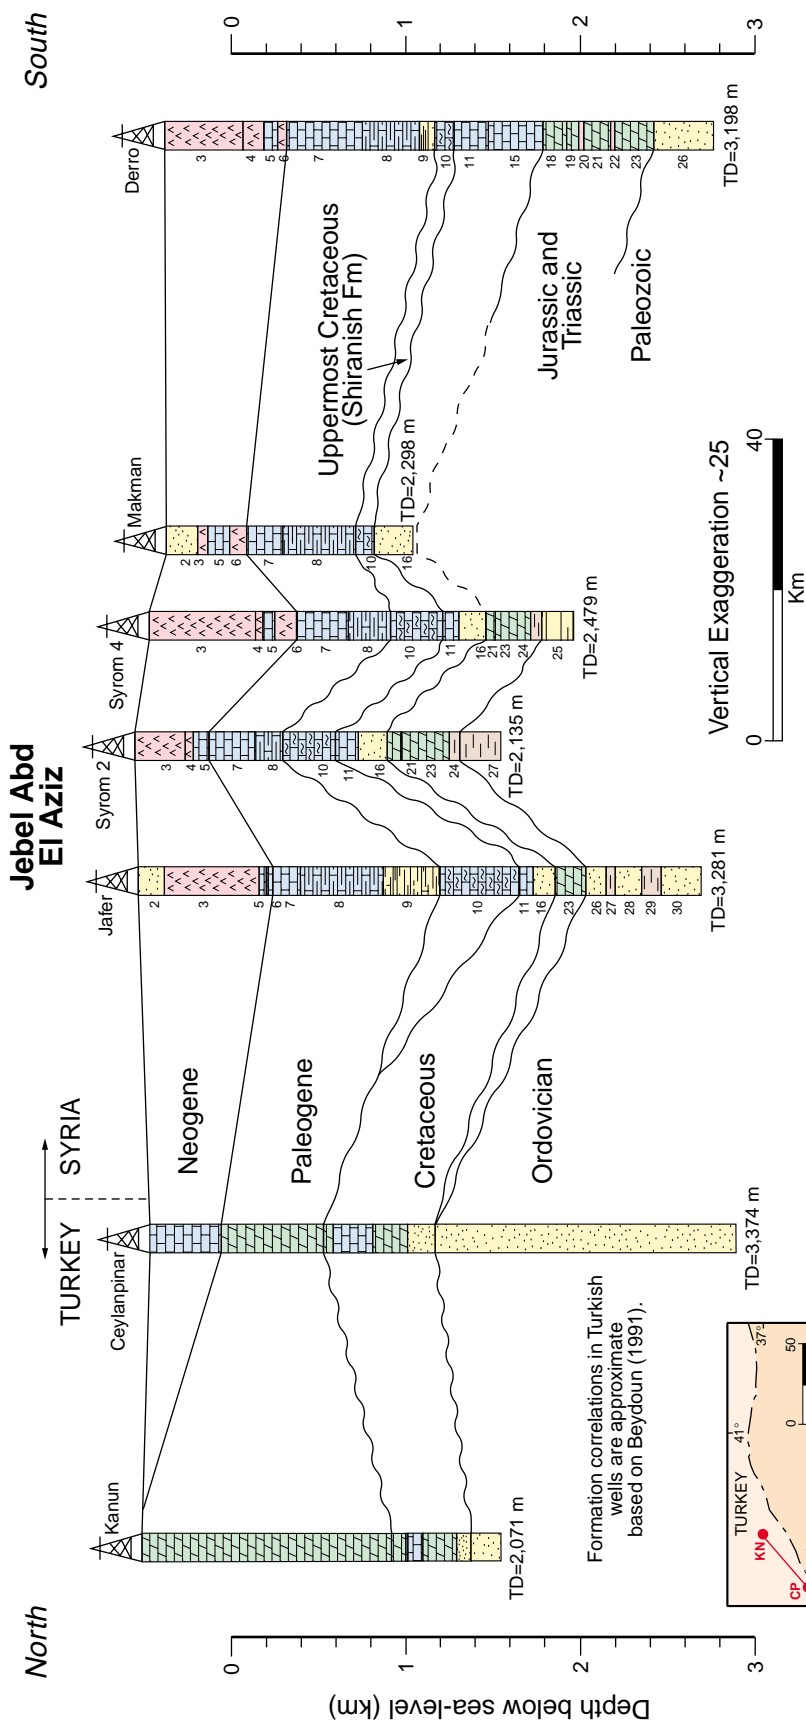 North
Jebel Abd
El Aziz
South
TURKEY
SYRIA
Kanun
Ceylanpinar
Jafer
Syrom 2
Syrom 4
Makman
Derro
Depth below sea-level (km)
0
1
2
3
0
1
2
3
Neogene
Paleogene
Cretaceous
Ordovician
Uppermost Cretaceous
(Shiranish Fm)
Jurassic and
Triassic
Paleozoic
2
3
5
6
7
8
9
10
11
16
23
26
27
28
29
30
3
4
5
7
8
10
11
16
21
23
24
27
3
4
5
6
7
8
10
11
16
21
23
24
25
2
3
5
6
7
8
10
16
3
4
5
6
7
8
9
10
11
15
18
19
20
21
22
23
26
TD=2,071 m
TD=3,374 m
TD=3,281 m
TD=2,135 m
TD=2,479 m
TD=2,298 m
TD=3,198 m
Formation correlations in Turkish
wells are approximate
based on Beydoun (1991).
Vertical Exaggeration ~25
0
40
Km
TURKEY
41°
37°
KN
CP
0
50